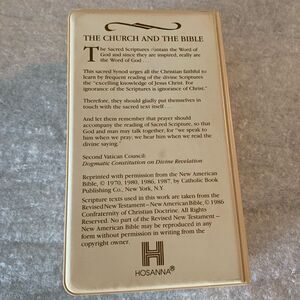 THE CHURCH AND THE BIBLE
The Sacred Scriptures contain the Word of
God and since they are inspired; really are
the Word of God . . .
This sacred Synod urges all the Christian faithful to
learn by frequent reading of the divine Scriptures
the "excelling knowledge of Jesus Christ. For
ignorance of the Scriptures is ignorance of Christ."
Therefore, they should gladly put themselves in
touch with the sacred text itself . . .
And let them remember that prayer should
accompany the reading of Sacred Scripture, so that
God and man may talk together, for "we speak to
him when we pray; we hear him when we read the
divine saying."
Second Vatican Council:
Dogmatic Constitution on Divine Revelation
Reprinted with permission from the New American
Bible, © 1970, 1980, 1986, 1987, by Catholic Book
Publishing Co., New York, N.Y.
Scripture texts used in this work are taken from the
Revised New Testament – New American Bible, © 1986
Confraternity of Christian Doctrine. All Rights
Reserved. No part of the Revised New Testament –
New American Bible may be reproduced in any
form without permission in writing from the
copyright owner.
H
HOSANNA®